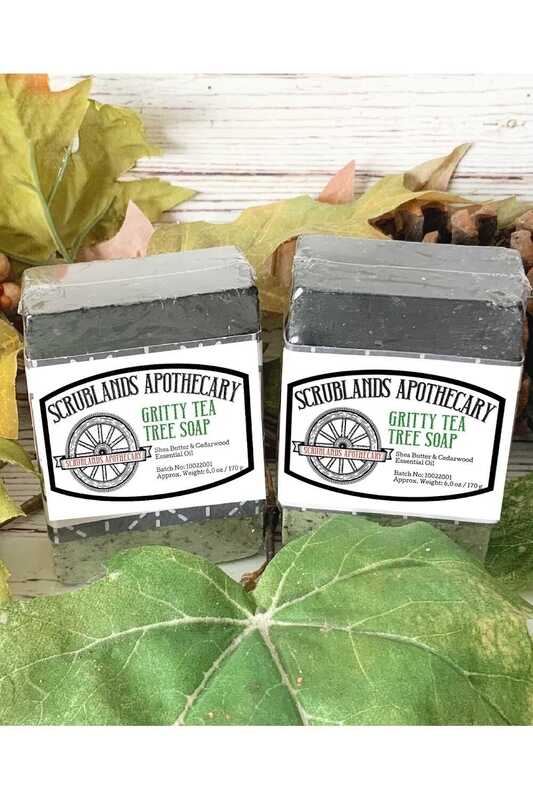 SCRUBLANDS APOTHECARY
GRITTY TEA
TREE SOAP
SCRUBLANDS APOTHECARY
Shea Butter & Cedarwood
Essential Oil
Batch No: 10022001
Approx. Weight: 6,0 oz / 170 g
SCRUBLANDS APOTHECARY
GRITTY TEA
TREE SOAP
SCRUBLANDS APOTHECARY
Shea Butter & Cedarwood
Essential Oil
Batch No: 10022001
Approx. Weight: 6,0 oz / 170 g